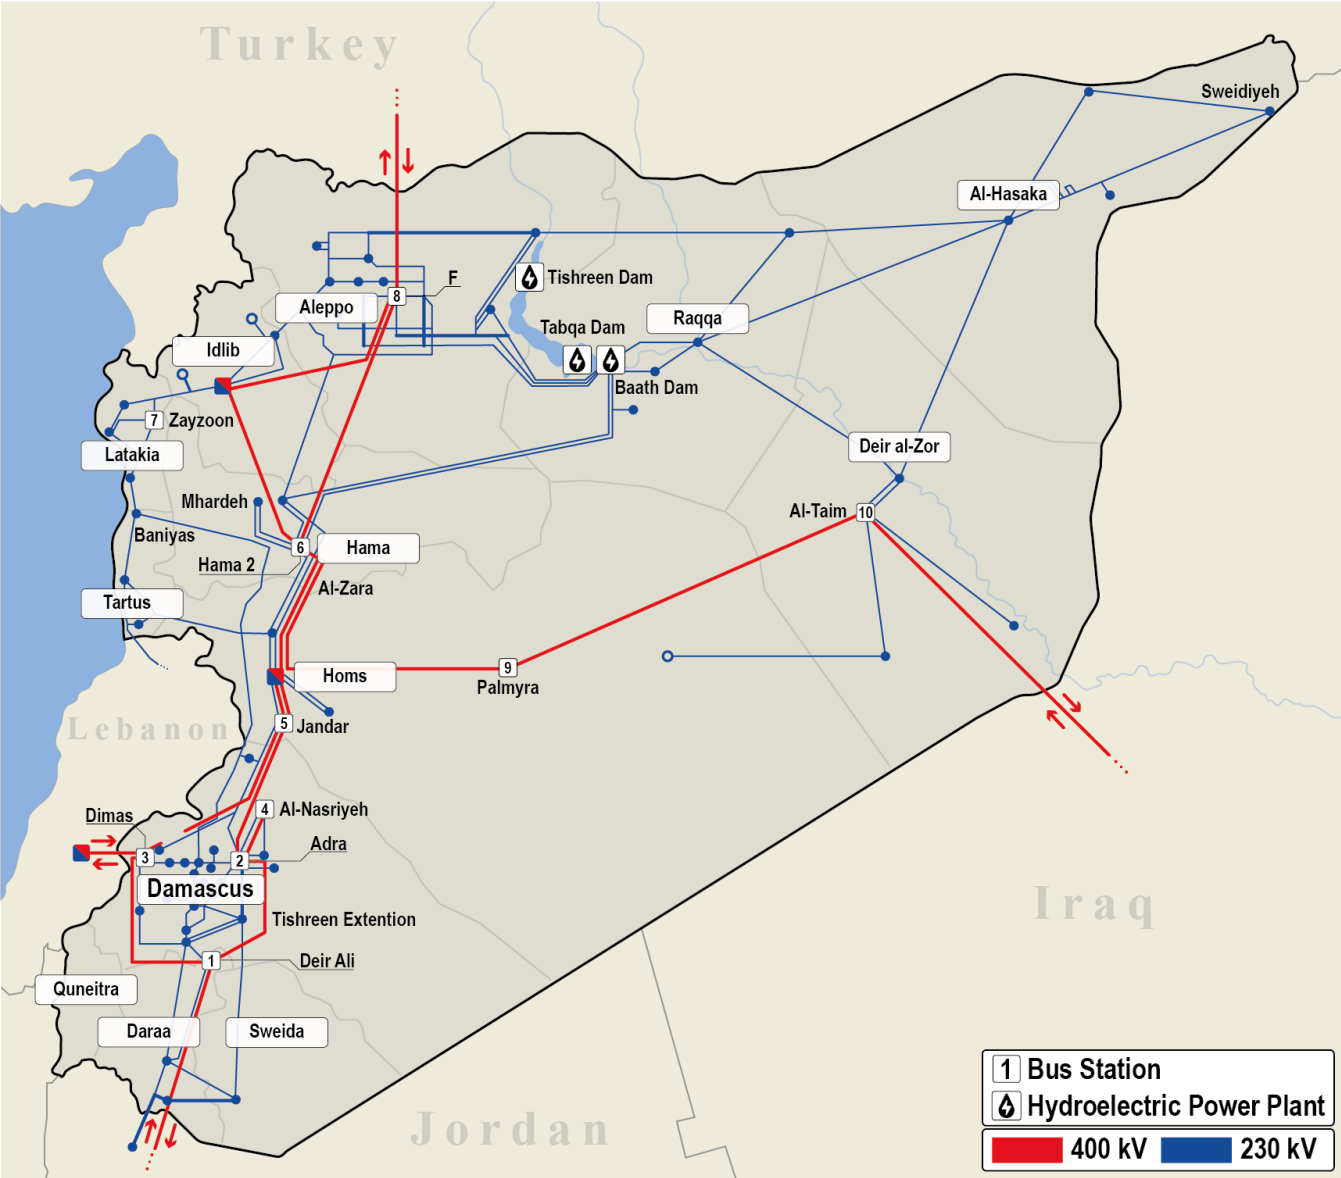 Turkey
Sweidiyeh
Al-Hasaka
F
Tishreen Dam
8
Aleppo
Raqqa
Tabqa Dam
Idlib
Baath Dam
7
Zayzoon
Latakia
Deir al-Zor
Mhardeh
Al-Taim
10
Baniyas
6
Hama
Hama 2
Al-Zara
Tartus
9
Homs
Palmyra
Lebanon
5
Jandar
4
Al-Nasriyeh
Dimas
Adra
3
2
Damascus
Iraq
Tishreen Extention
1
Deir Ali
Quneitra
Daraa
Sweida
Jordan
1
Bus Station
Hydroelectric Power Plant
400 kV
230 kV